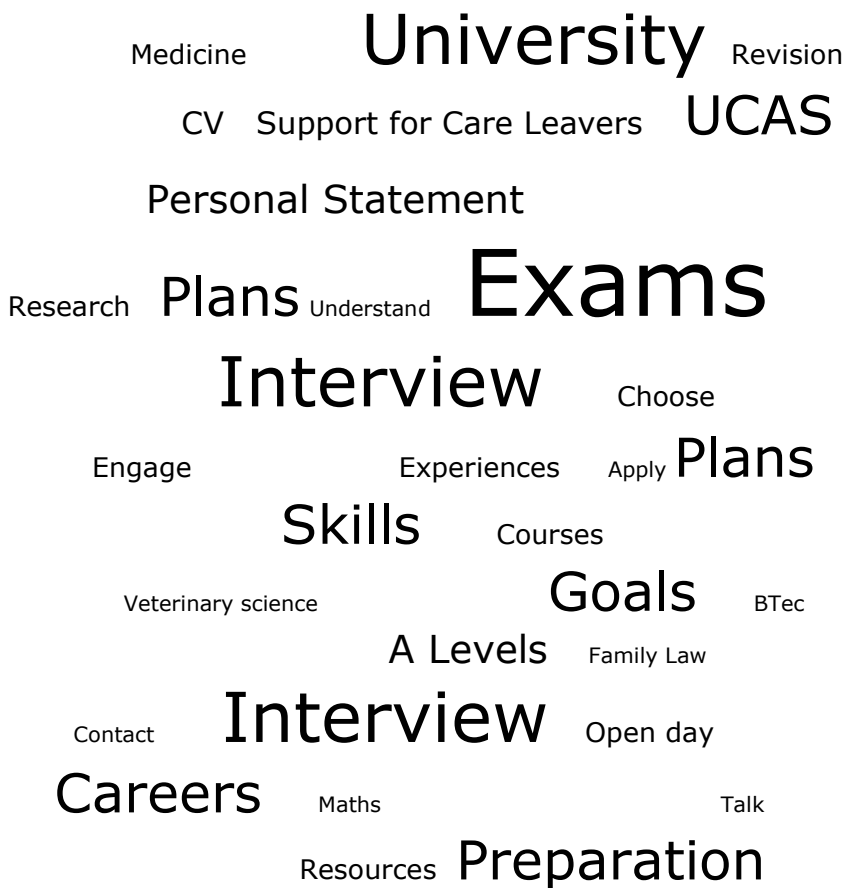 Medicine University Revision
CV Support for Care Leavers UCAS
Personal Statement
Research Plans Understand Exams
Interview Choose
Engage Experiences Apply Plans
Skills Courses
Veterinary science Goals BTec
A Levels Family Law
Contact Interview Open day
Careers Maths Talk
Resources Preparation